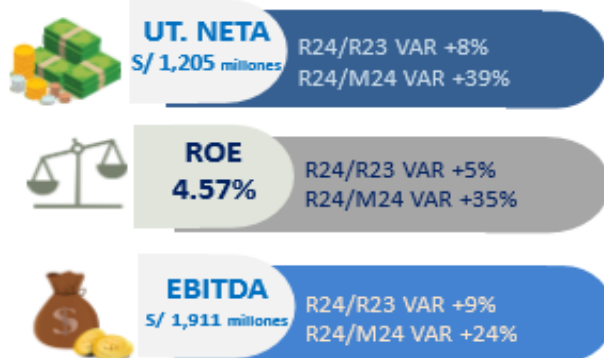 UT. NETA
S/ 1,205 millones
R24/R23 VAR +8%
R24/M24 VAR +39%
ROE
4.57%
R24/R23 VAR +5%
R24/M24 VAR +35%
EBITDA
S/ 1,911 millones
R24/R23 VAR +9%
R24/M24 VAR +24%